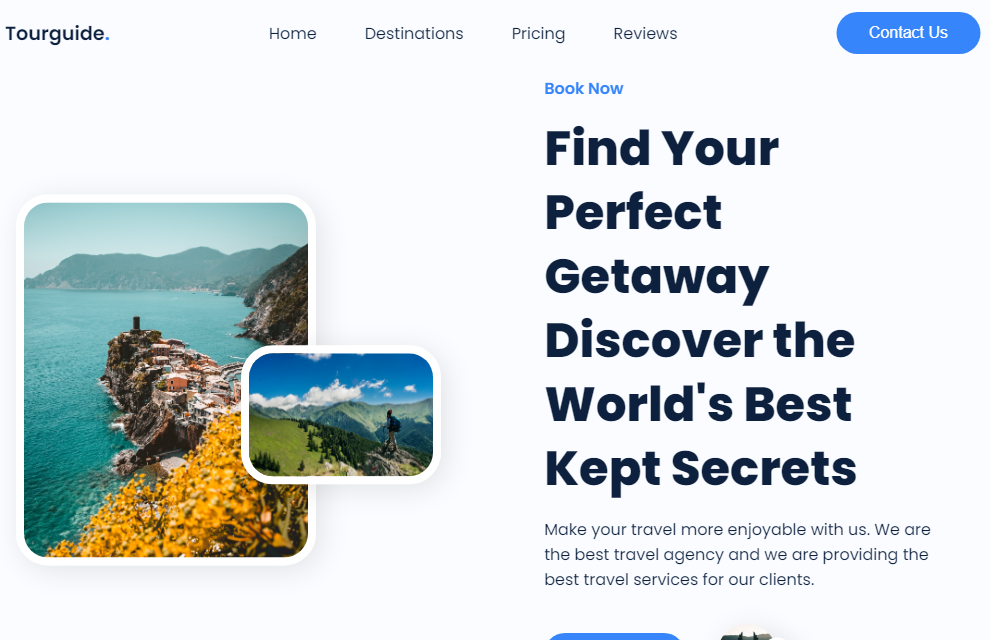 Tourguide.
Home
Destinations
Pricing
Reviews
Contact Us
Book Now
Find Your
Perfect
Getaway
Discover the
World's Best
Kept Secrets
Make your travel more enjoyable with us. We are
the best travel agency and we are providing the
best travel services for our clients.